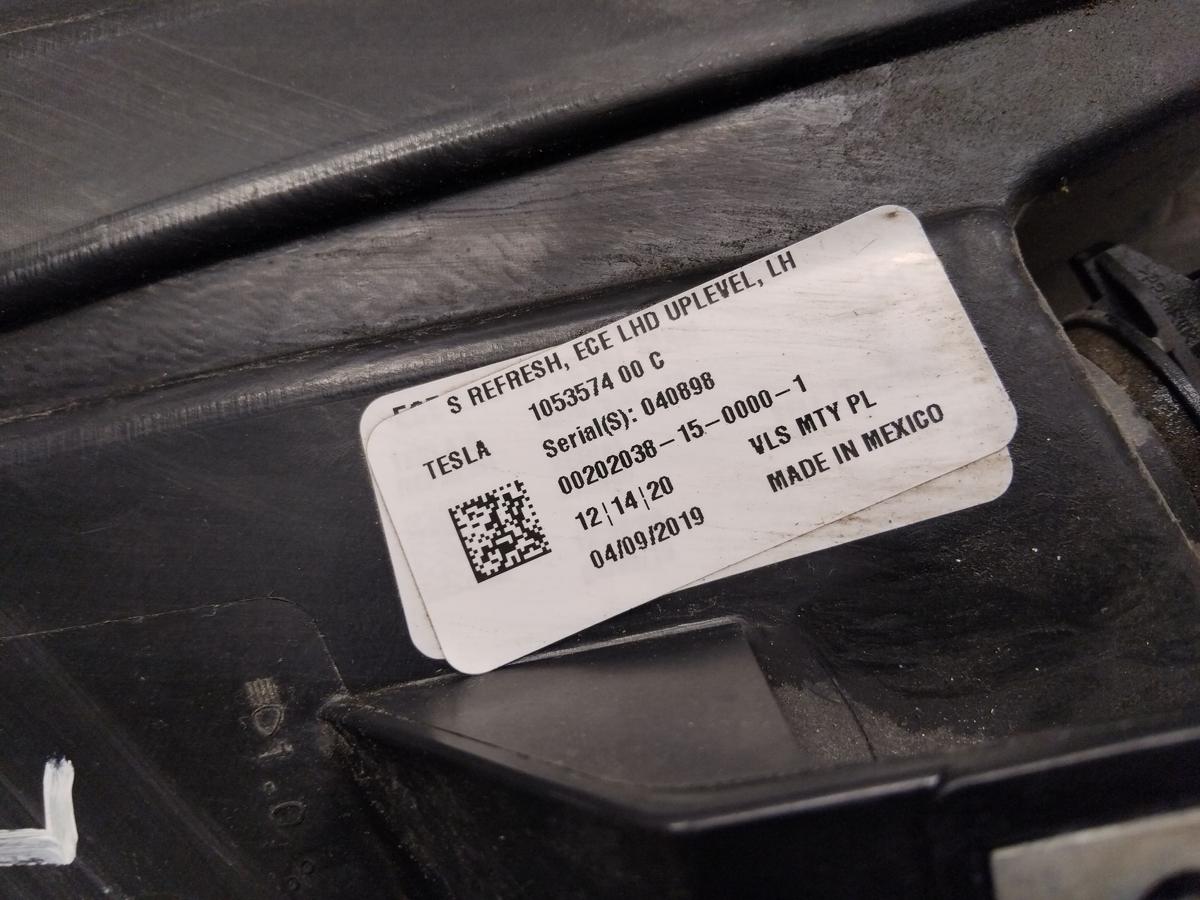 S REFRESH, ECE LHD UPLEVEL, LH
TESLA
1053574 00 C
Serial(S): 040898
00202038-15-0000-1
12¦14¦20
VLS MTY PL
04/09/2019
MADE IN MEXICO